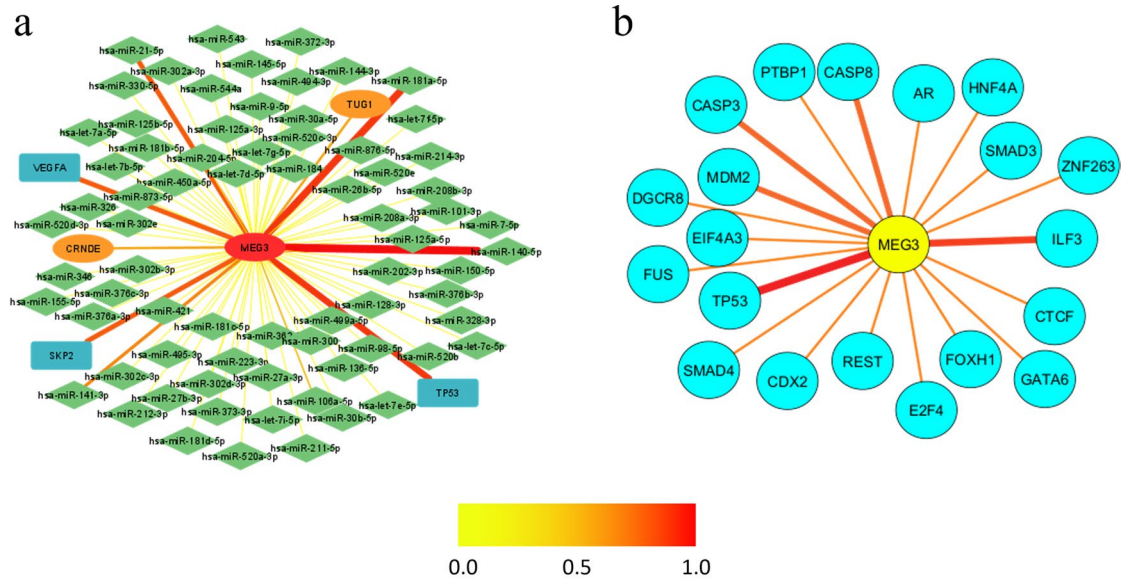 a
hsa-miR-543
hsa-miR-372-3p
hsa-miR-21-5p
hsa-miR-302a-3p
hsa-miR-145-5p
hsa-miR-144-3p
hsa-miR-330-5p
hsa-miR-544a
hsa-miR-494-3p
hsa-miR-181a-5p
hsa-miR-9-5p
TUG1
hsa-miR-125b-5p
hsa-miR-30a-5p
hsa-let-7f-5p
hsa-let-7a-5p
hsa-miR-125a-3p
hsa-miR-520c-3p
hsa-miR-181b-5p
hsa-let-7g-5p
hsa-miR-876-5p
hsa-miR-214-3p
VEGFA
hsa-let-7b-5p
hsa-miR-204-5p
hsa-miR-184
hsa-miR-520e
hsa-let-7d-5p
hsa-miR-450a-5p
hsa-miR-26b-5p
hsa-miR-208b-3p
hsa-miR-873-5p
hsa-miR-326
hsa-miR-101-3p
hsa-miR-520d-3p
hsa-miR-302e
hsa-miR-208a-3p
hsa-miR-7-5p
CRNDE
MEG3
hsa-miR-125a-5p
hsa-miR-140-5p
hsa-miR-346
hsa-miR-302b-3p
hsa-miR-202-3p
hsa-miR-150-5p
hsa-miR-155-5p
hsa-miR-376c-3p
hsa-miR-376b-3p
hsa-miR-376a-3p
hsa-miR-421
hsa-miR-128-3p
hsa-miR-181c-5p
hsa-miR-499a-5p
hsa-miR-328-3p
hsa-miR-300
SKP2
hsa-miR-495-3p
hsa-miR-98-5p
hsa-let-7c-5p
hsa-miR-223-3p
hsa-miR-136-5p
hsa-miR-520b
hsa-miR-302c-3p
hsa-miR-302d-3p
hsa-miR-27a-3p
TP53
hsa-miR-141-3p
hsa-miR-27b-3p
hsa-miR-106a-5p
hsa-let-7e-5p
hsa-miR-212-3p
hsa-miR-373-3p
hsa-let-7i-5p
hsa-miR-30b-5p
hsa-miR-181d-5p
hsa-miR-520a-3p
hsa-miR-211-5p
b
PTBP1
CASP8
AR
HNF4A
CASP3
SMAD3
ZNF263
MDM2
DGCR8
EIF4A3
MEG3
ILF3
FUS
TP53
CTCF
SMAD4
CDX2
REST
FOXH1
GATA6
E2F4
0.0
0.5
1.0